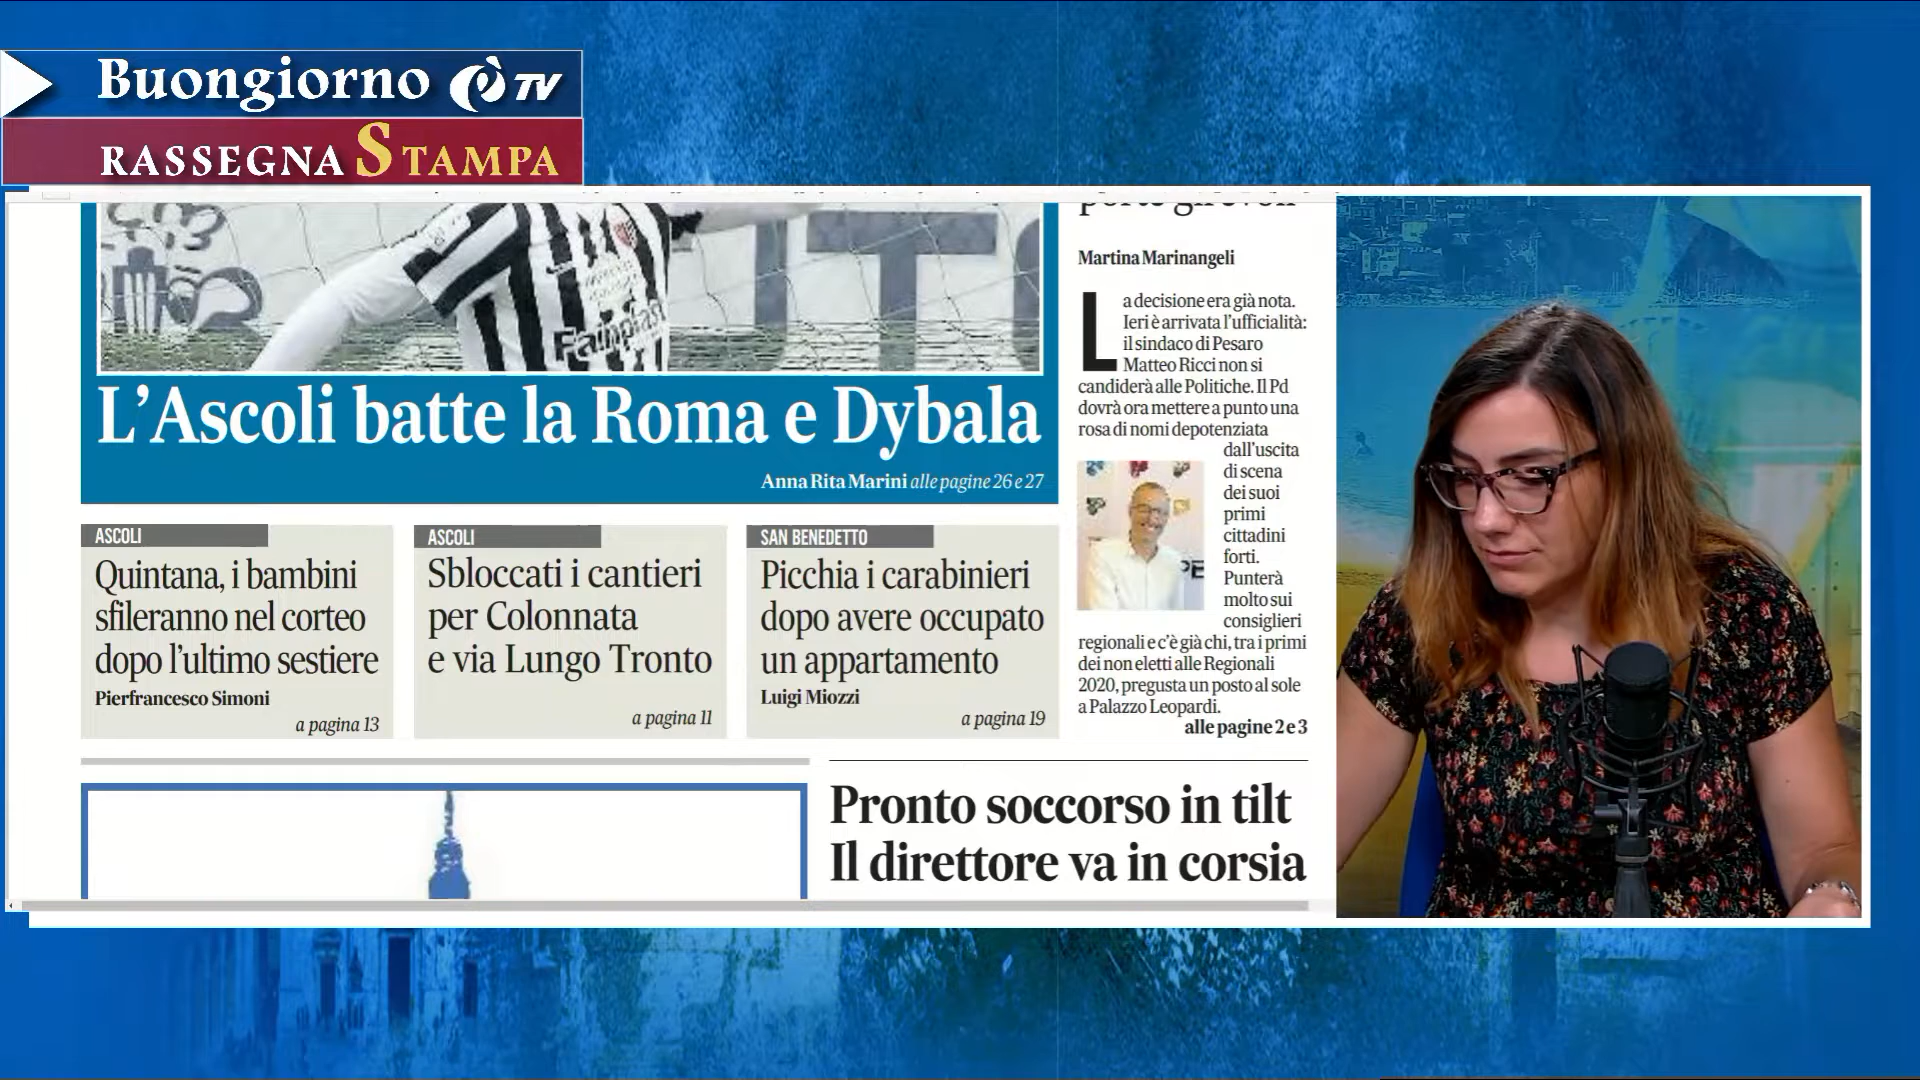 Buongiorno è TV
RASSEGNA STAMPA
L'Ascoli batte la Roma e Dybala
Anna Rita Marini alle pagine 26 e 27
Fainplast
ASCOLI
Quintana, i bambini
sfileranno nel corteo
dopo l'ultimo sestiere
Pierfrancesco Simoni
a pagina 13
ASCOLI
Sbloccati i cantieri
per Colonnata
e via Lungo Tronto
a pagina 11
SAN BENEDETTO
Picchia i carabinieri
dopo avere occupato
un appartamento
Luigi Miozzi
a pagina 19
Martina Marinangeli
La decisione era già nota.
Ieri è arrivata l'ufficialità:
il sindaco di Pesaro
Matteo Ricci non si
candiderà alle Politiche. Il Pd
dovrà ora mettere a punto una
rosa di nomi depotenziata
dall'uscita
di scena
dei suoi
primi
cittadini
forti.
Punterà
molto sui
consiglieri
regionali e c'è già chi, tra i primi
dei non eletti alle Regionali
2020, pregusta un posto al sole
a Palazzo Leopardi.
alle pagine 2 e 3
Pronto soccorso in tilt
Il direttore va in corsia